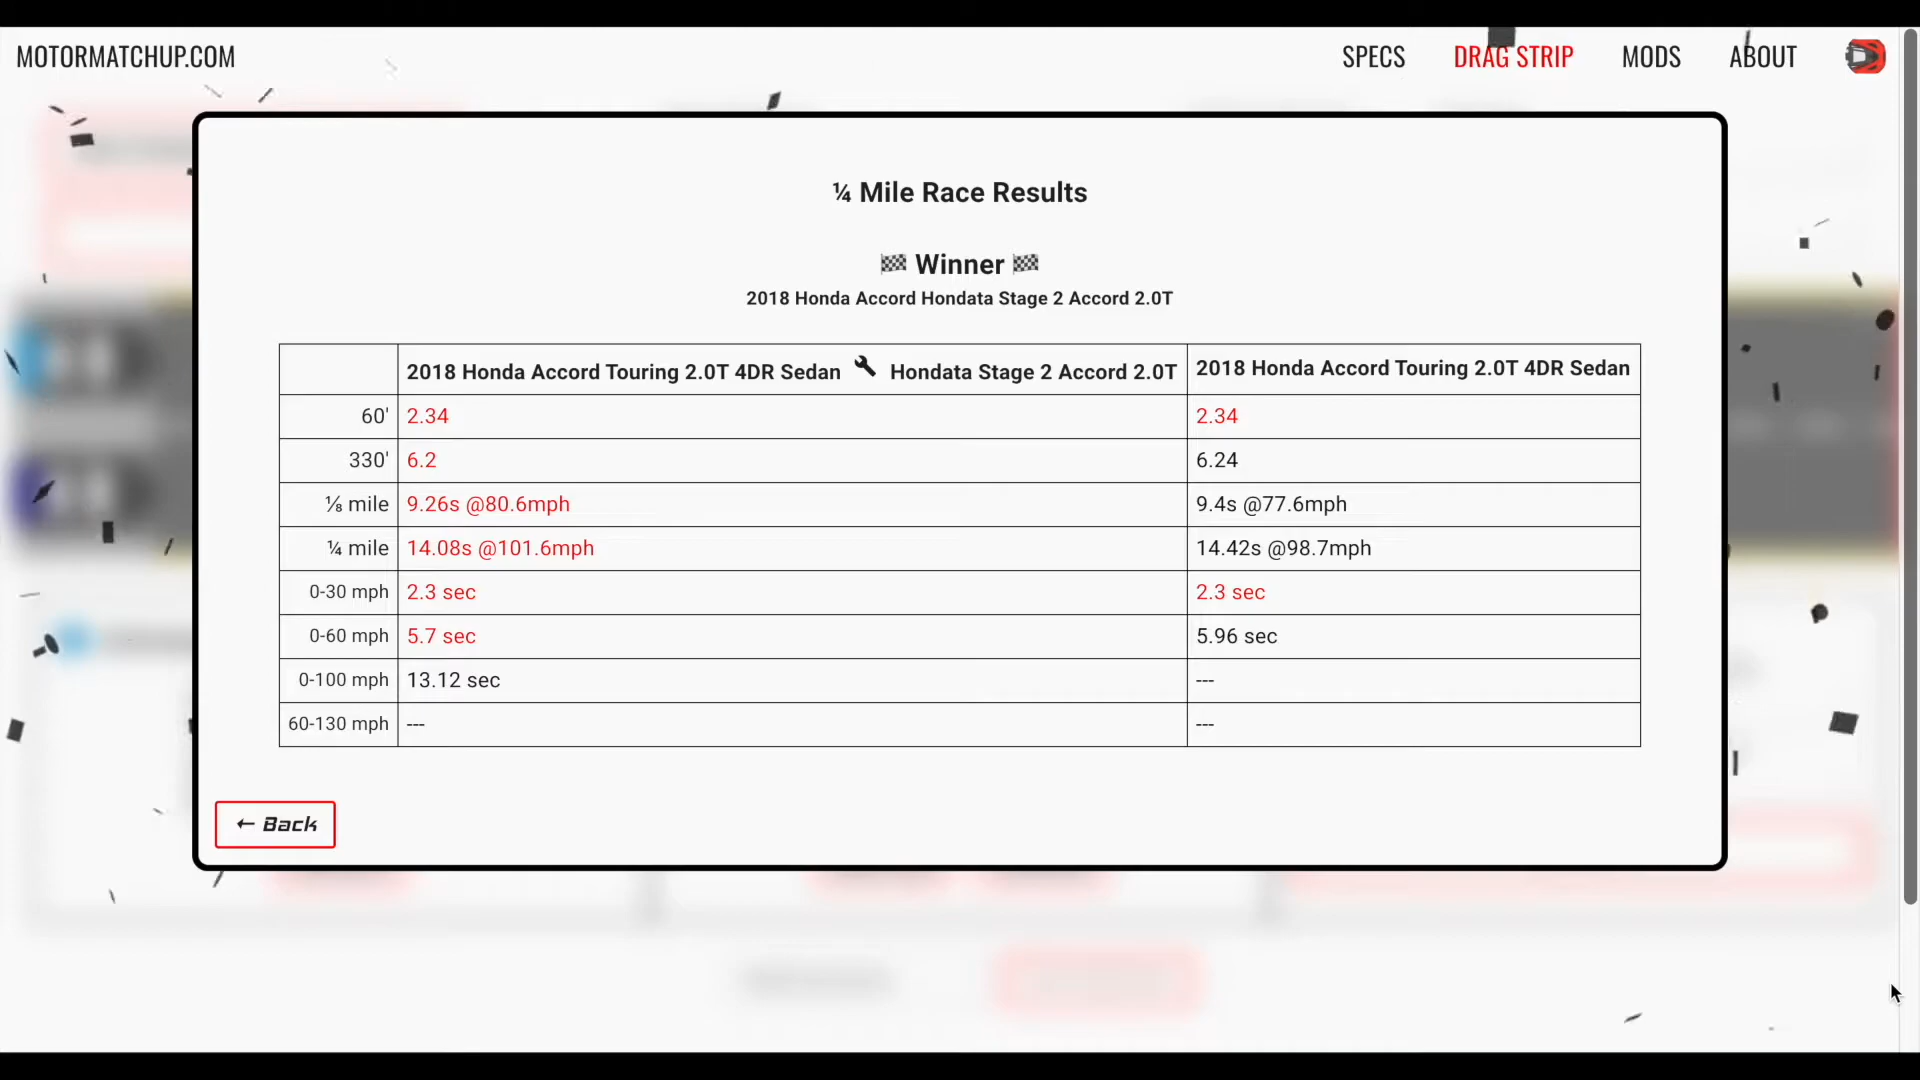 MOTORMATCHUP.COM
SPECS DRAG STRIP MODS ABOUT
¼ Mile Race Results
Winner
2018 Honda Accord Hondata Stage 2 Accord 2.0T
2018 Honda Accord Touring 2.0T 4DR Sedan Hondata Stage 2 Accord 2.0T 2018 Honda Accord Touring 2.0T 4DR Sedan
60' 2.34 2.34
330' 6.2 6.24
⅛ mile 9.26s @80.6mph 9.4s @77.6mph
¼ mile 14.08s @101.6mph 14.42s @98.7mph
0-30 mph 2.3 sec 2.3 sec
0-60 mph 5.7 sec 5.96 sec
0-100 mph 13.12 sec ---
60-130 mph --- ---
← Back